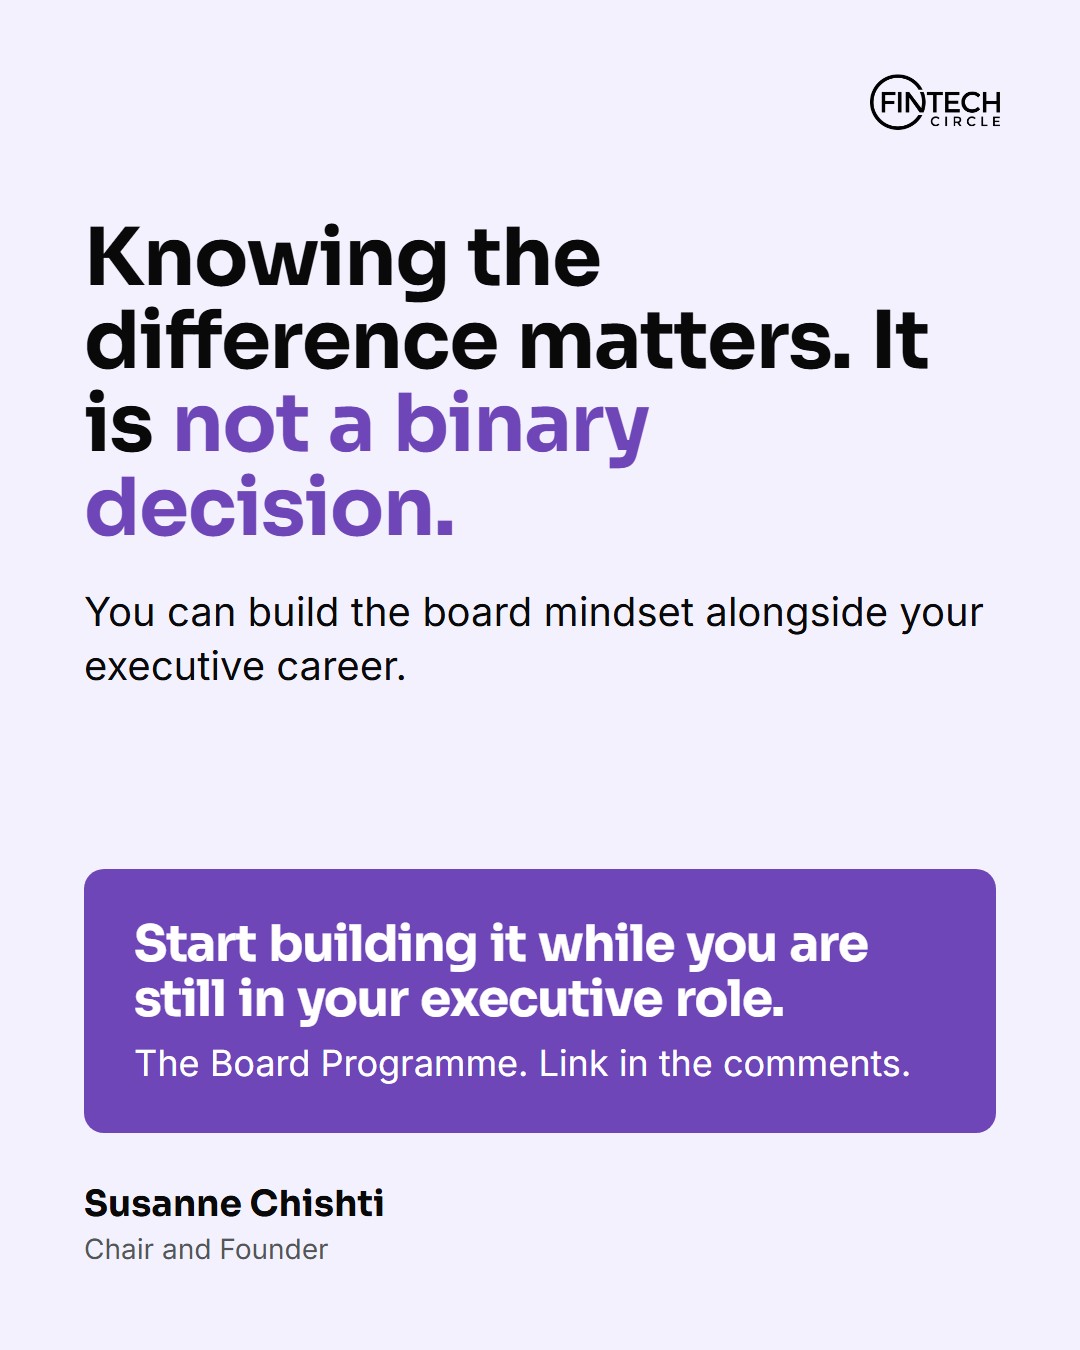 FINTECH
CIRCLE
Knowing the
difference matters. It
is not a binary
decision.
You can build the board mindset alongside your
executive career.
Start building it while you are
still in your executive role.
The Board Programme. Link in the comments.
Susanne Chishti
Chair and Founder